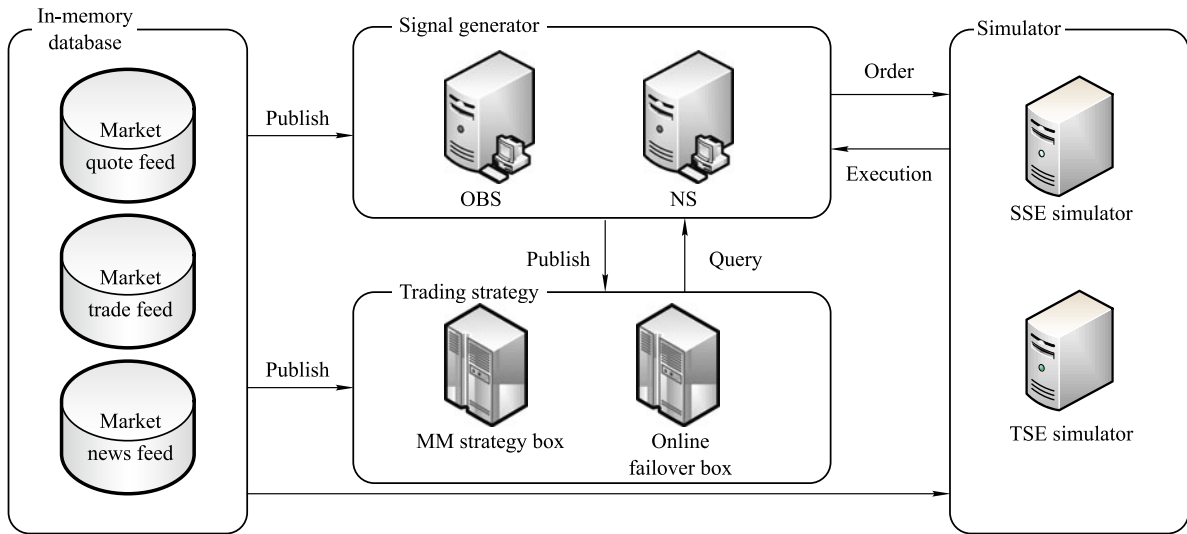 In-memory
database
Market
quote feed
Market
trade feed
Market
news feed
Publish
Publish
Signal generator
OBS
NS
Publish
Query
Trading strategy
MM strategy box
Online
failover box
Order
Execution
Simulator
SSE simulator
TSE simulator